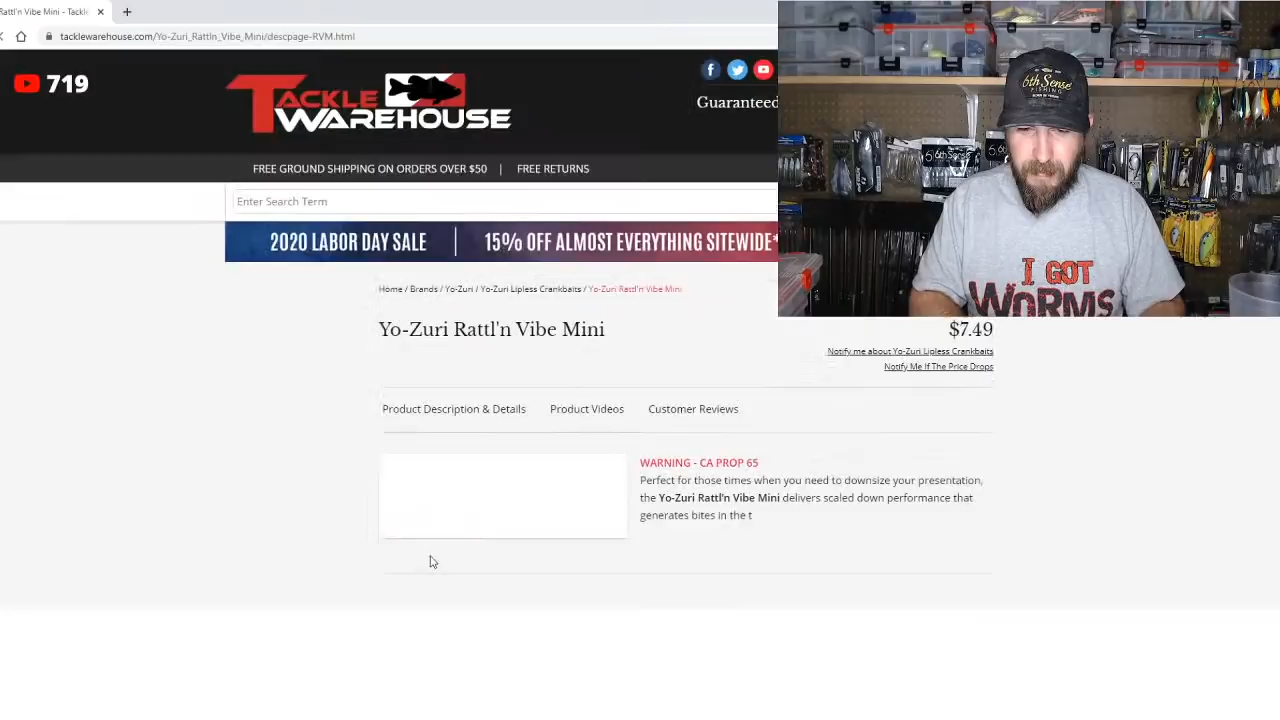 Rattl'n Vibe Mini - Tackl
tacklewarehouse.com/Yo-Zuri_Rattln_Vibe_Mini/descpage-RVM.html
719
TACKLE
WAREHOUSE
Guaranteed
FREE GROUND SHIPPING ON ORDERS OVER $50 | FREE RETURNS
Enter Search Term
2020 LABOR DAY SALE | 15% OFF ALMOST EVERYTHING SITEWIDE*
Home / Brands / Yo-Zuri / Yo-Zuri Lipless Crankbaits / Yo-Zuri Rattl'n Vibe Mini
Yo-Zuri Rattl'n Vibe Mini
$7.49
Notify me about Yo-Zuri Lipless Crankbaits
Notify Me If The Price Drops
Product Description & Details
Product Videos
Customer Reviews
WARNING - CA PROP 65
Perfect for those times when you need to downsize your presentation,
the Yo-Zuri Rattl'n Vibe Mini delivers scaled down performance that
generates bites in the t
6th Sense
FISHING
I GOT
WORMS
6th Sense